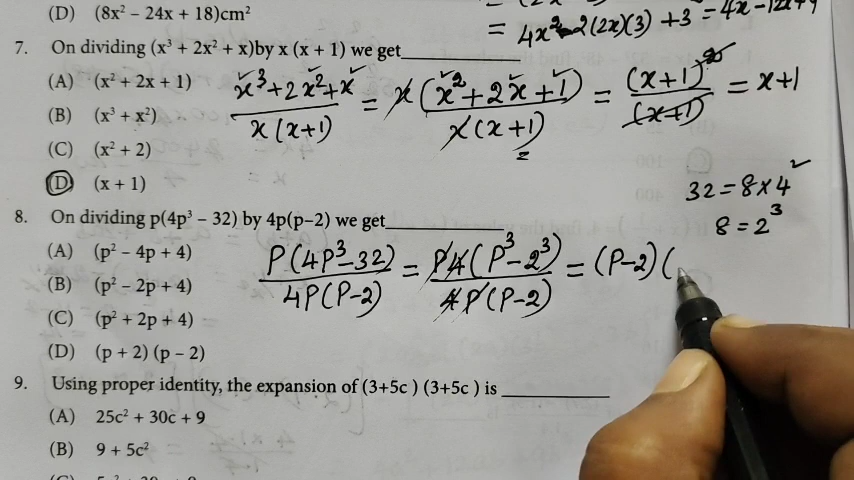 (D) (8x² – 24x + 18)cm²
= 4x² - 2(2x)(3) + 3² = 4x - 12x + 9
7. On dividing (x³ + 2x² + x)by x (x + 1) we get____________
(A) (x² + 2x + 1)
(B) (x³ + x²)
(C) (x² + 2)
(D) (x + 1)
x³+2x²+x / x(x+1) = x(x²+2x+1) / x(x+1) = (x+1)² / (x+1) = x+1
32 = 8×4
8 = 2³
8. On dividing p(4p³ – 32) by 4p(p–2) we get____________
(A) (p² – 4p + 4)
(B) (p² – 2p + 4)
(C) (p² + 2p + 4)
(D) (p + 2) (p – 2)
P(4P³-32) / 4P(P-2) = P4(P³-2³) / 4P(P-2) = (P-2)(
9. Using proper identity, the expansion of (3+5c ) (3+5c ) is ____________
(A) 25c² + 30c + 9
(B) 9 + 5c²